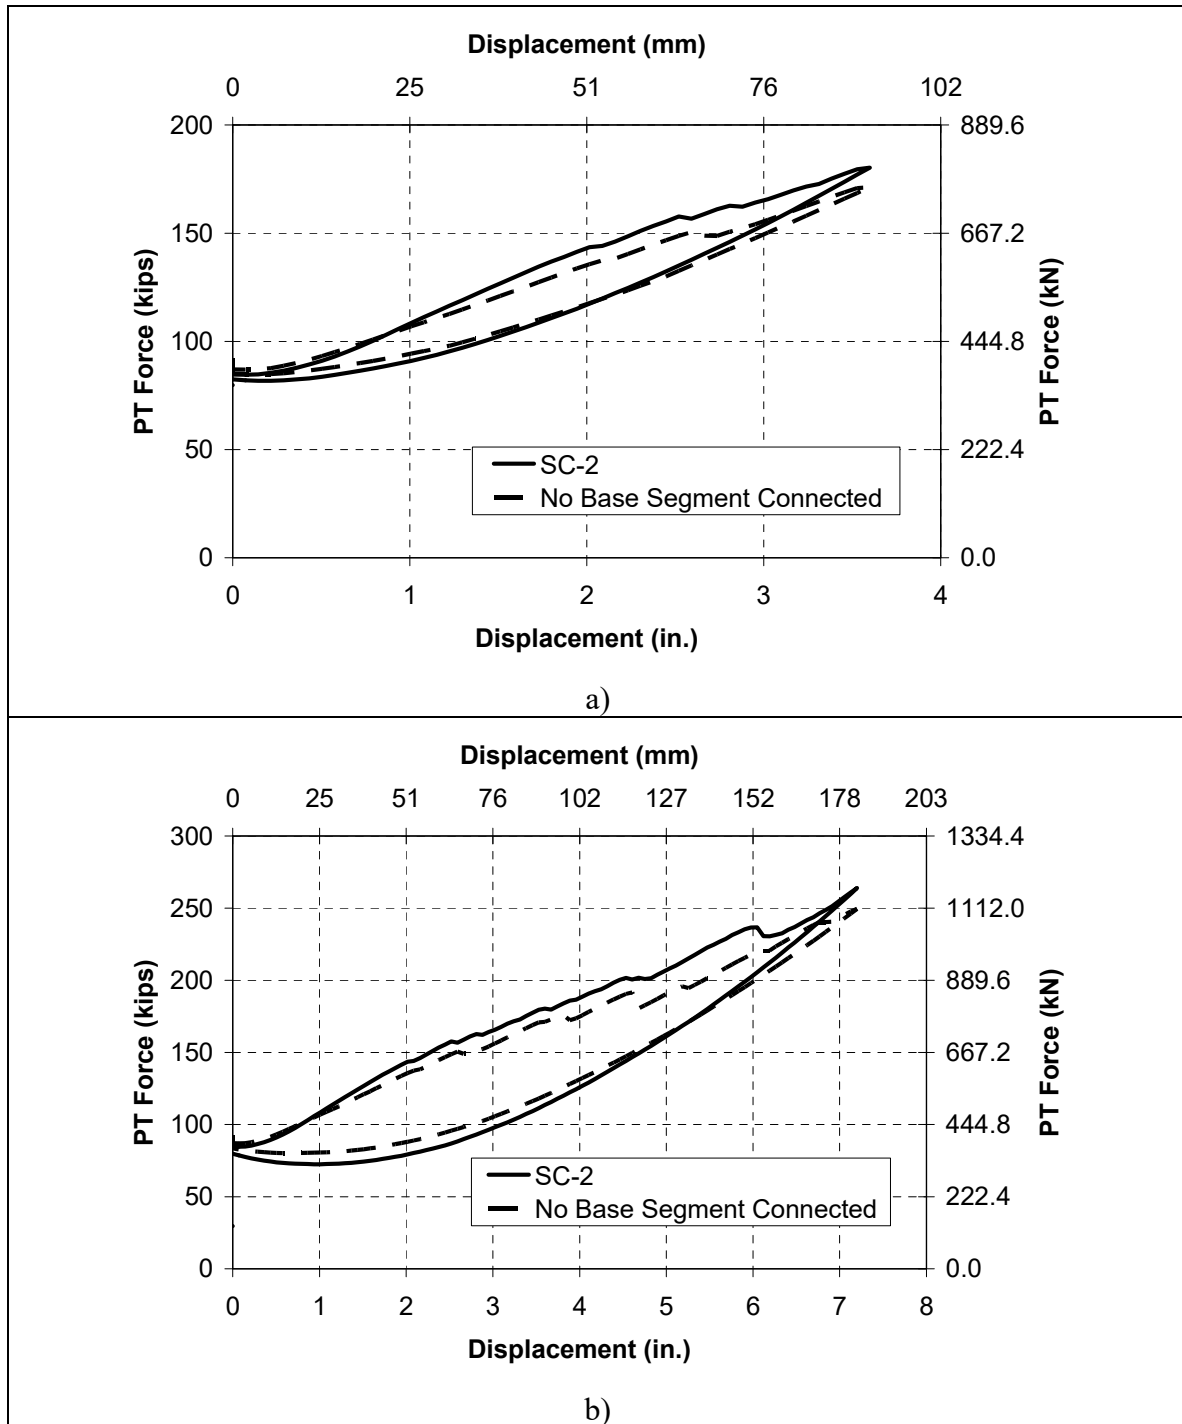 Displacement (mm)
0 25 51 76 102
200 889.6
150 667.2
100 444.8
50 222.4
0 0.0
PT Force (kips)
PT Force (kN)
SC-2
No Base Segment Connected
0 1 2 3 4
Displacement (in.)
a)
Displacement (mm)
0 25 51 76 102 127 152 178 203
300 1334.4
250 1112.0
200 889.6
150 667.2
100 444.8
50 222.4
0 0.0
PT Force (kips)
PT Force (kN)
SC-2
No Base Segment Connected
0 1 2 3 4 5 6 7 8
Displacement (in.)
b)